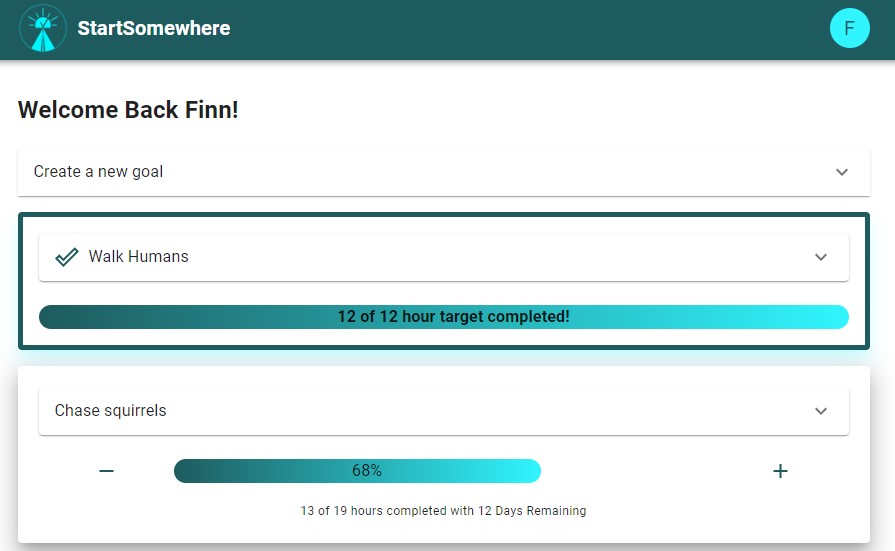 StartSomewhere
F
Welcome Back Finn!
Create a new goal
Walk Humans
12 of 12 hour target completed!
Chase squirrels
68%
13 of 19 hours completed with 12 Days Remaining